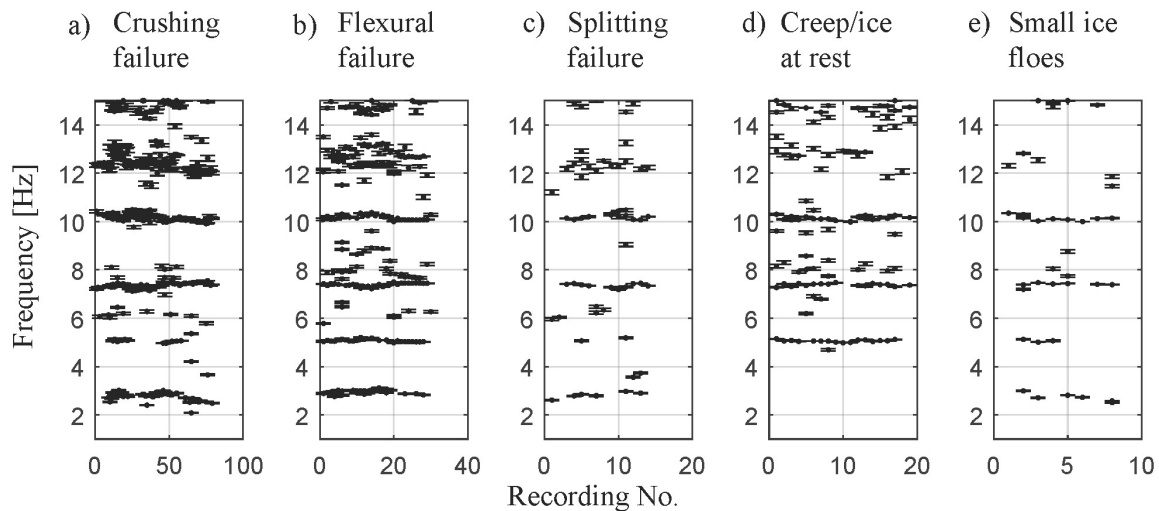 a) Crushing failure
b) Flexural failure
c) Splitting failure
d) Creep/ice at rest
e) Small ice floes
Frequency [Hz]
14
12
10
8
6
4
2
0 50 100
0 20 40
0 10 20
0 10 20
0 5 10
Recording No.